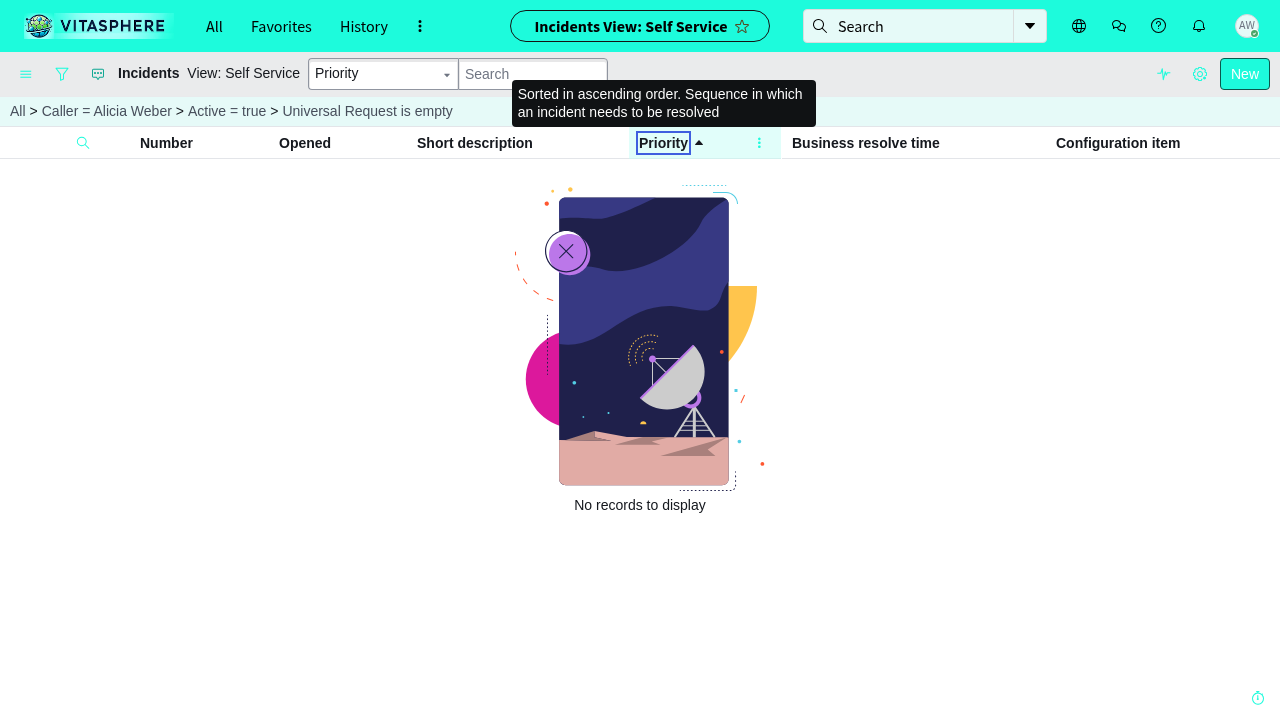 VITASPHERE All Favorites History Incidents View: Self Service Search AW
Incidents View: Self Service Priority Search New
Sorted in ascending order. Sequence in which
an incident needs to be resolved
All > Caller = Alicia Weber > Active = true > Universal Request is empty
Number Opened Short description Priority Business resolve time Configuration item
No records to display